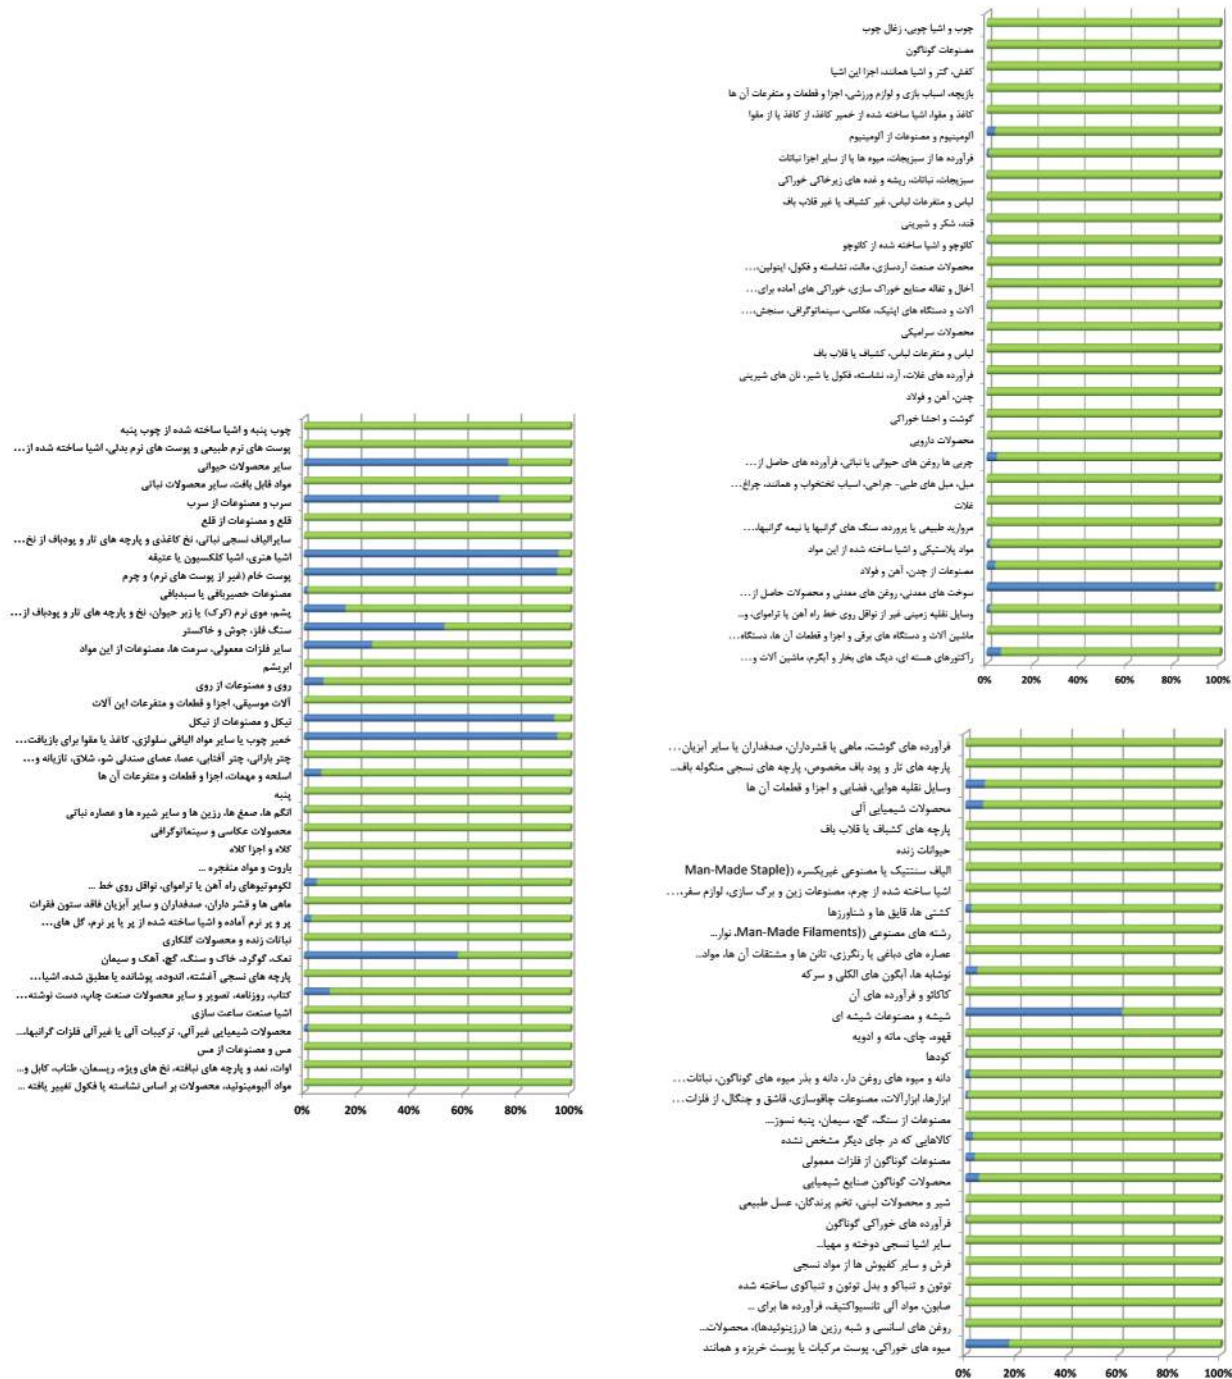 چوب و اشیا چوبی، زغال چوب
مصنوعات گوناگون
کفش، گتر و اشیا همانند، اجزا این اشیا
بازیچه، اسباب بازی و لوازم ورزشی، اجزا و قطعات و متفرعات آن ها
کاغذ و مقوا، اشیا ساخته شده از خمیر کاغذ، از کاغذ یا از مقوا
آلومینیوم و مصنوعات از آلومینیوم
فرآورده ها از سبزیجات، میوه ها یا از سایر اجزا نباتات
سبزیجات، نباتات، ریشه و غده های زیرخاکی خوراکی
لباس و متفرعات لباس، غیر کشباف یا غیر قلاب باف
قند، شکر و شیرینی
کائوچو و اشیا ساخته شده از کائوچو
محصولات صنعت آردسازی، مالت، نشاسته و فکول، اینولین،...
آخال و تفاله صنایع خوراک سازی، خوراکی های آماده برای...
آلات و دستگاه های اپتیک، عکاسی، سینماتوگرافی، سنجش،...
محصولات سرامیکی
لباس و متفرعات لباس، کشباف یا قلاب باف
فرآورده های غلات، آرد، نشاسته، فکول یا شیر، نان های شیرینی
چدن، آهن و فولاد
گوشت و احشا خوراکی
محصولات دارویی
چربی ها روغن های حیوانی یا نباتی، فرآورده های حاصل از...
مبل، مبل های طبی- جراحی، اسباب تختخواب و همانند، چراغ...
غلات
مروارید طبیعی یا پرورده، سنگ های گرانبها یا نیمه گرانبها،...
مواد پلاستیکی و اشیا ساخته شده از این مواد
مصنوعات از چدن، آهن و فولاد
سوخت های معدنی، روغن های معدنی و محصولات حاصل از...
وسایل نقلیه زمینی غیر از نواقل روی خط راه آهن یا تراموای، و...
ماشین آلات و دستگاه های برقی و اجزا و قطعات آن ها، دستگاه...
رآکتورهای هسته ای، دیگ های بخار و آبگرم، ماشین آلات و...
0% 20% 40% 60% 80% 100%
چوب پنبه و اشیا ساخته شده از چوب پنبه
پوست های نرم طبیعی و پوست های نرم بدلی، اشیا ساخته شده از...
سایر محصولات حیوانی
مواد قابل بافت، سایر محصولات نباتی
سرب و مصنوعات از سرب
قلع و مصنوعات از قلع
سایرالیاف نسجی نباتی، نخ کاغذی و پارچه های تار و پودباف از نخ...
اشیا هنری، اشیا کلکسیون یا عتیقه
پوست خام (غیر از پوست های نرم) و چرم
مصنوعات حصیربافی یا سبدبافی
پشم، موی نرم (کرک) یا زبر حیوان، نخ و پارچه های تار و پودباف از...
سنگ فلز، جوش و خاکستر
سایر فلزات معمولی، سرمت ها، مصنوعات از این مواد
ابریشم
روی و مصنوعات از روی
آلات موسیقی، اجزا و قطعات و متفرعات این آلات
نیکل و مصنوعات از نیکل
خمیر چوب یا سایر مواد الیافی سلولزی، کاغذ یا مقوا برای بازیافت...
چتر بارانی، چتر آفتابی، عصا، عصای صندلی شو، شلاق، تازیانه و...
اسلحه و مهمات، اجزا و قطعات و متفرعات آن ها
پنبه
انگم ها، صمغ ها، رزین ها و سایر شیره ها و عصاره نباتی
محصولات عکاسی و سینماتوگرافی
کلاه و اجزا کلاه
باروت و مواد منفجره ...
لکوموتیوهای راه آهن یا تراموای، نواقل روی خط ...
ماهی ها و قشر داران، صدفداران و سایر آبزیان فاقد ستون فقرات
پر و پر نرم آماده و اشیا ساخته شده از پر یا پر نرم، گل های...
نباتات زنده و محصولات گلکاری
نمک، گوگرد، خاک و سنگ، گچ، آهک و سیمان
پارچه های نسجی آغشته، اندوده، پوشانده یا مطبق شده، اشیا...
کتاب، روزنامه، تصویر و سایر محصولات صنعت چاپ، دست نوشته...
اشیا صنعت ساعت سازی
محصولات شیمیایی غیرآلی، ترکیبات آلی یا غیرآلی فلزات گرانبها،...
مس و مصنوعات از مس
اوات، نمد و پارچه های نبافته، نخ های ویژه، ریسمان، طناب، کابل و...
مواد آلبومینوئید، محصولات بر اساس نشاسته یا فکول تغییر یافته ...
0% 20% 40% 60% 80% 100%
فرآورده های گوشت، ماهی یا قشرداران، صدفداران یا سایر آبزیان...
پارچه های تار و پود باف مخصوص، پارچه های نسجی منگوله باف...
وسایل نقلیه هوایی، فضایی و اجزا و قطعات آن ها
محصولات شیمیایی آلی
پارچه های کشباف یا قلاب باف
حیوانات زنده
الیاف سنتتیک یا مصنوعی غیریکسره ((Man-Made Staple
اشیا ساخته شده از چرم، مصنوعات زین و برگ سازی، لوازم سفر،...
کشتی ها، قایق ها و شناورزها
رشته های مصنوعی ((Man-Made Filaments، نوار...
عصاره های دباغی یا رنگرزی، تانن ها و مشتقات آن ها، مواد...
نوشابه ها، آبگون های الکلی و سرکه
کاکائو و فرآورده های آن
شیشه و مصنوعات شیشه ای
قهوه، چای، ماته و ادویه
کودها
دانه و میوه های روغن دار، دانه و بذر میوه های گوناگون، نباتات...
ابزارها، ابزارآلات، مصنوعات چاقوسازی، قاشق و چنگال، از فلزات...
مصنوعات از سنگ، گچ، سیمان، پنبه نسوز...
کالاهایی که در جای دیگر مشخص نشده
مصنوعات گوناگون از فلزات معمولی
محصولات گوناگون صنایع شیمیایی
شیر و محصولات لبنی، تخم پرندگان، عسل طبیعی
فرآورده های خوراکی گوناگون
سایر اشیا نسجی دوخته و مهیا...
فرش و سایر کفپوش ها از مواد نسجی
توتون و تنباکو و بدل توتون و تنباکوی ساخته شده
صابون، مواد آلی تانسیواکتیف، فرآورده ها برای ...
روغن های اسانسی و شبه رزین ها (رزینوئیدها)، محصولات...
میوه های خوراکی، پوست مرکبات یا پوست خربزه و همانند
0% 20% 40% 60% 80% 100%